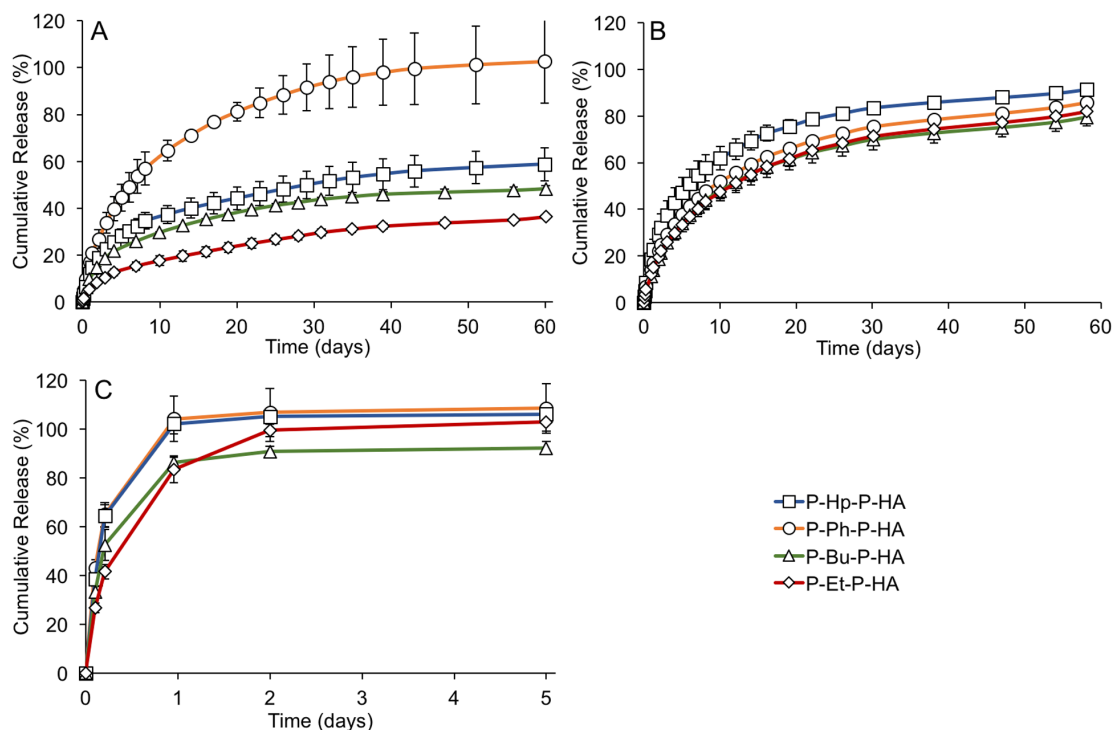 A
Cumulative Release (%)
120
100
80
60
40
20
0
0 10 20 30 40 50 60
Time (days)
B
Cumlative Release (%)
120
100
80
60
40
20
0
0 10 20 30 40 50 60
Time (days)
C
Cumulative Release (%)
120
100
80
60
40
20
0
0 1 2 3 4 5
Time (days)
P-Hp-P-HA
P-Ph-P-HA
P-Bu-P-HA
P-Et-P-HA